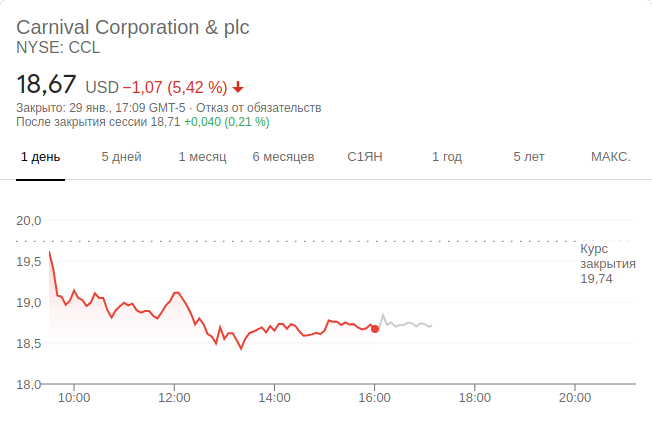 Carnival Corporation & plc
NYSE: CCL
18,67 USD −1,07 (5,42 %)
Закрыто: 29 янв., 17:09 GMT-5 · Отказ от обязательств
После закрытия сессии 18,71 +0,040 (0,21 %)
1 день 5 дней 1 месяц 6 месяцев С1ЯН 1 год 5 лет МАКС.
20,0
19,5
19,0
18,5
18,0
Курс
закрытия
19,74
10:00 12:00 14:00 16:00 18:00 20:00